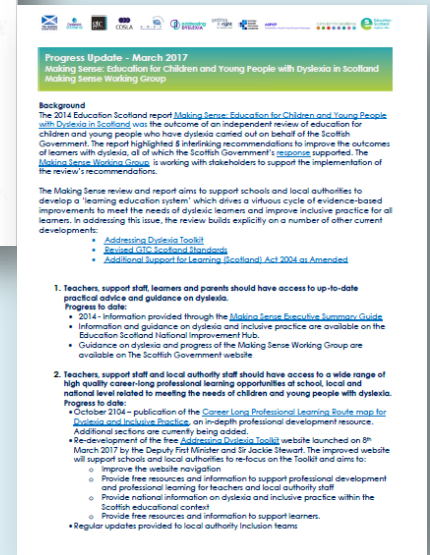 GTC
COSLA
addressing
DYSLEXIA
Education
Scotland
Progress Update - March 2017
Making Sense: Education for Children and Young People with Dyslexia in Scotland
Making Sense Working Group
Background
The 2014 Education Scotland report Making Sense: Education for Children and Young People
with Dyslexia in Scotland was the outcome of an independent review of education for
children and young people who have dyslexia carried out on behalf of the Scottish
Government. The report highlighted 5 interlinking recommendations to improve the outcomes
of learners with dyslexia, all of which the Scottish Government's response supported. The
Making Sense Working Group is working with stakeholders to support the implementation of
the review's recommendations.
The Making Sense review and report aims to support schools and local authorities to
develop a 'learning education system' which drives a virtuous cycle of evidence-based
improvements to meet the needs of dyslexic learners and improve inclusive practice for all
learners. In addressing this issue, the review builds explicitly on a number of other current
developments:
• Addressing Dyslexia Toolkit
• Revised GTC Scotland Standards
• Additional Support for Learning (Scotland) Act 2004 as Amended
1. Teachers, support staff, learners and parents should have access to up-to-date
practical advice and guidance on dyslexia.
Progress to date:
• 2014 - Information provided through the Making Sense Executive Summary Guide
• Information and guidance on dyslexia and inclusive practice are available on the
Education Scotland National Improvement Hub.
• Guidance on dyslexia and progress of the Making Sense Working Group are
available on The Scottish Government website
2. Teachers, support staff and local authority staff should have access to a wide range of
high quality career-long professional learning opportunities at school, local and
national level related to meeting the needs of children and young people with dyslexia.
Progress to date:
• October 2104 – publication of the Career Long Professional Learning Route map for
Dyslexia and Inclusive Practice, an in-depth professional development resource.
Additional sections are currently being added.
• Re-development of the free Addressing Dyslexia Toolkit website launched on 8th
March 2017 by the Deputy First Minister and Sir Jackie Stewart. The improved website
will support schools and local authorities to re-focus on the Toolkit and aims to:
o Improve the website navigation
o Provide free resources and information to support professional development
and professional learning for teachers and local authority staff
o Provide national information on dyslexia and inclusive practice within the
Scottish educational context
o Provide free resources and information to support learners.
• Regular updates provided to local authority Inclusion teams